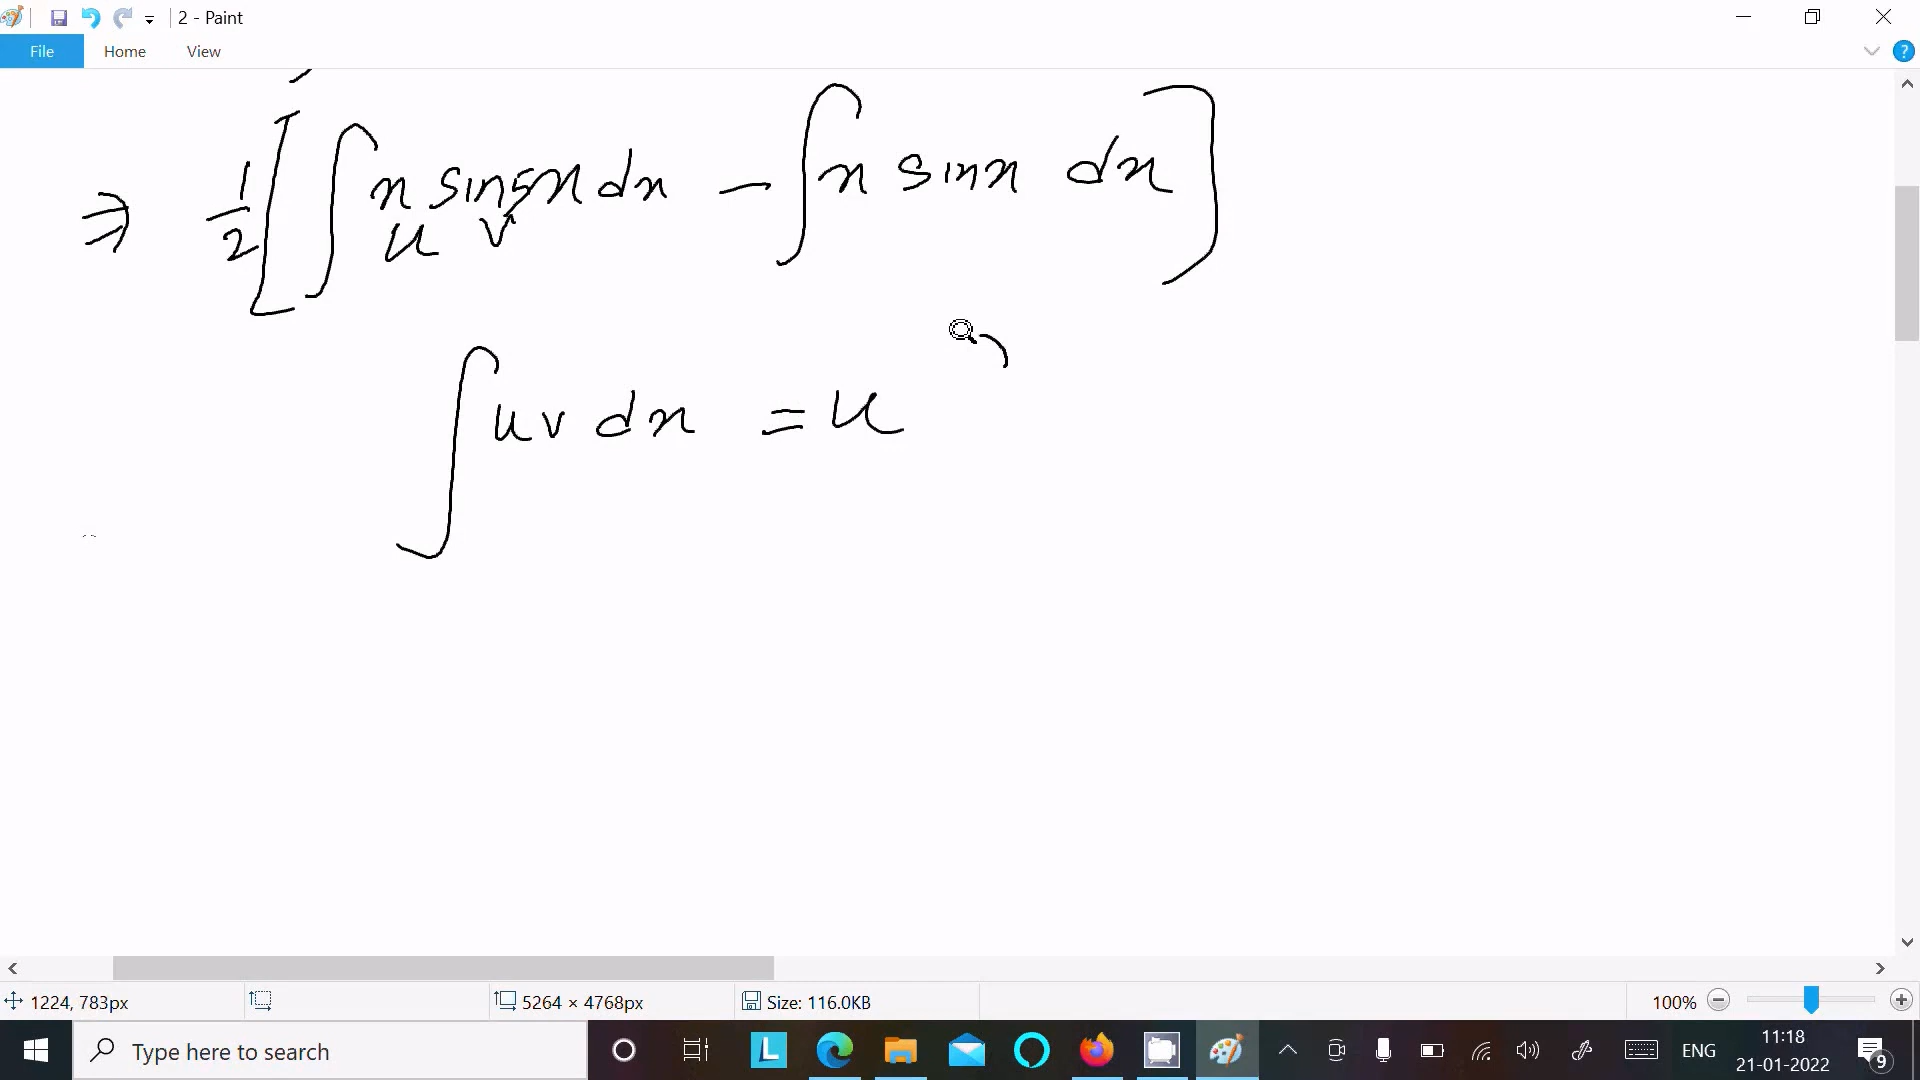 2 - Paint
File Home View
⇒ 1/2 [ ∫ x sin5x dx - ∫ x sinx dx ]
u v
∫ uv dx = u
1224, 783px 5264 × 4768px Size: 116.0KB 100%
Type here to search L ENG 11:18
21-01-2022 9